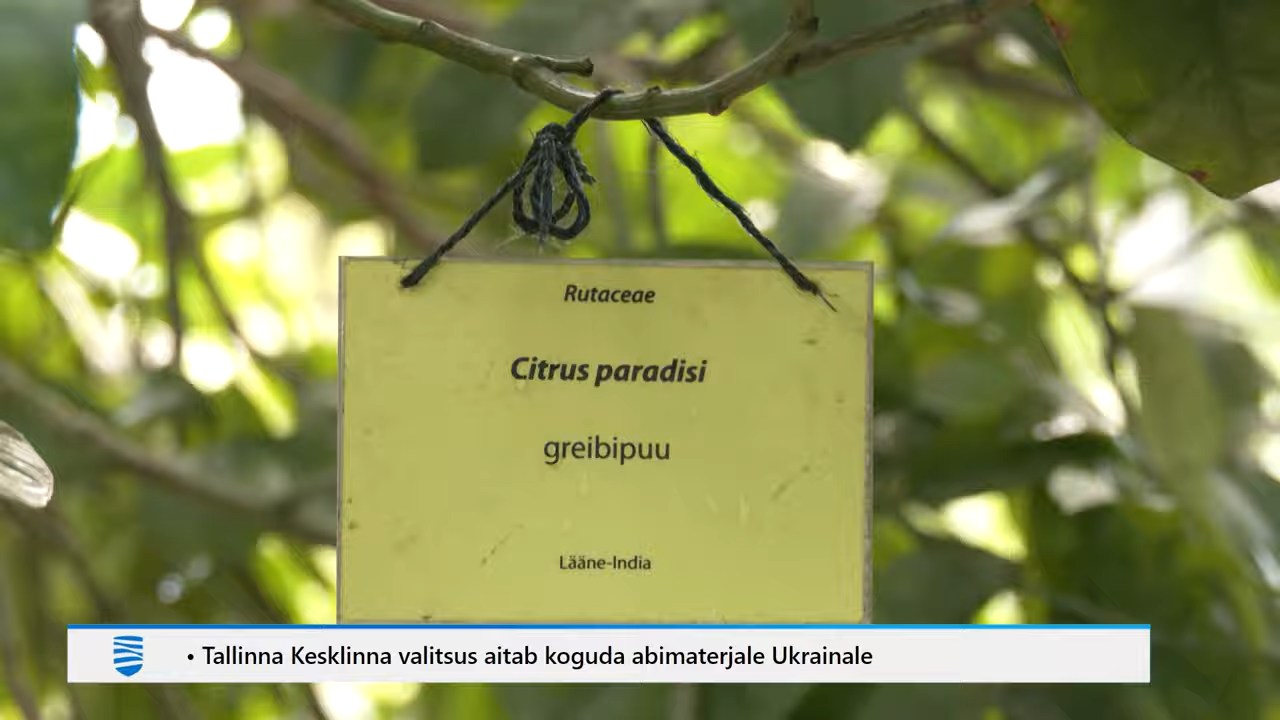 Rutaceae
Citrus paradisi
greibipuu
Lääne-India
• Tallinna Kesklinna valitsus aitab koguda abimaterjale Ukrainale